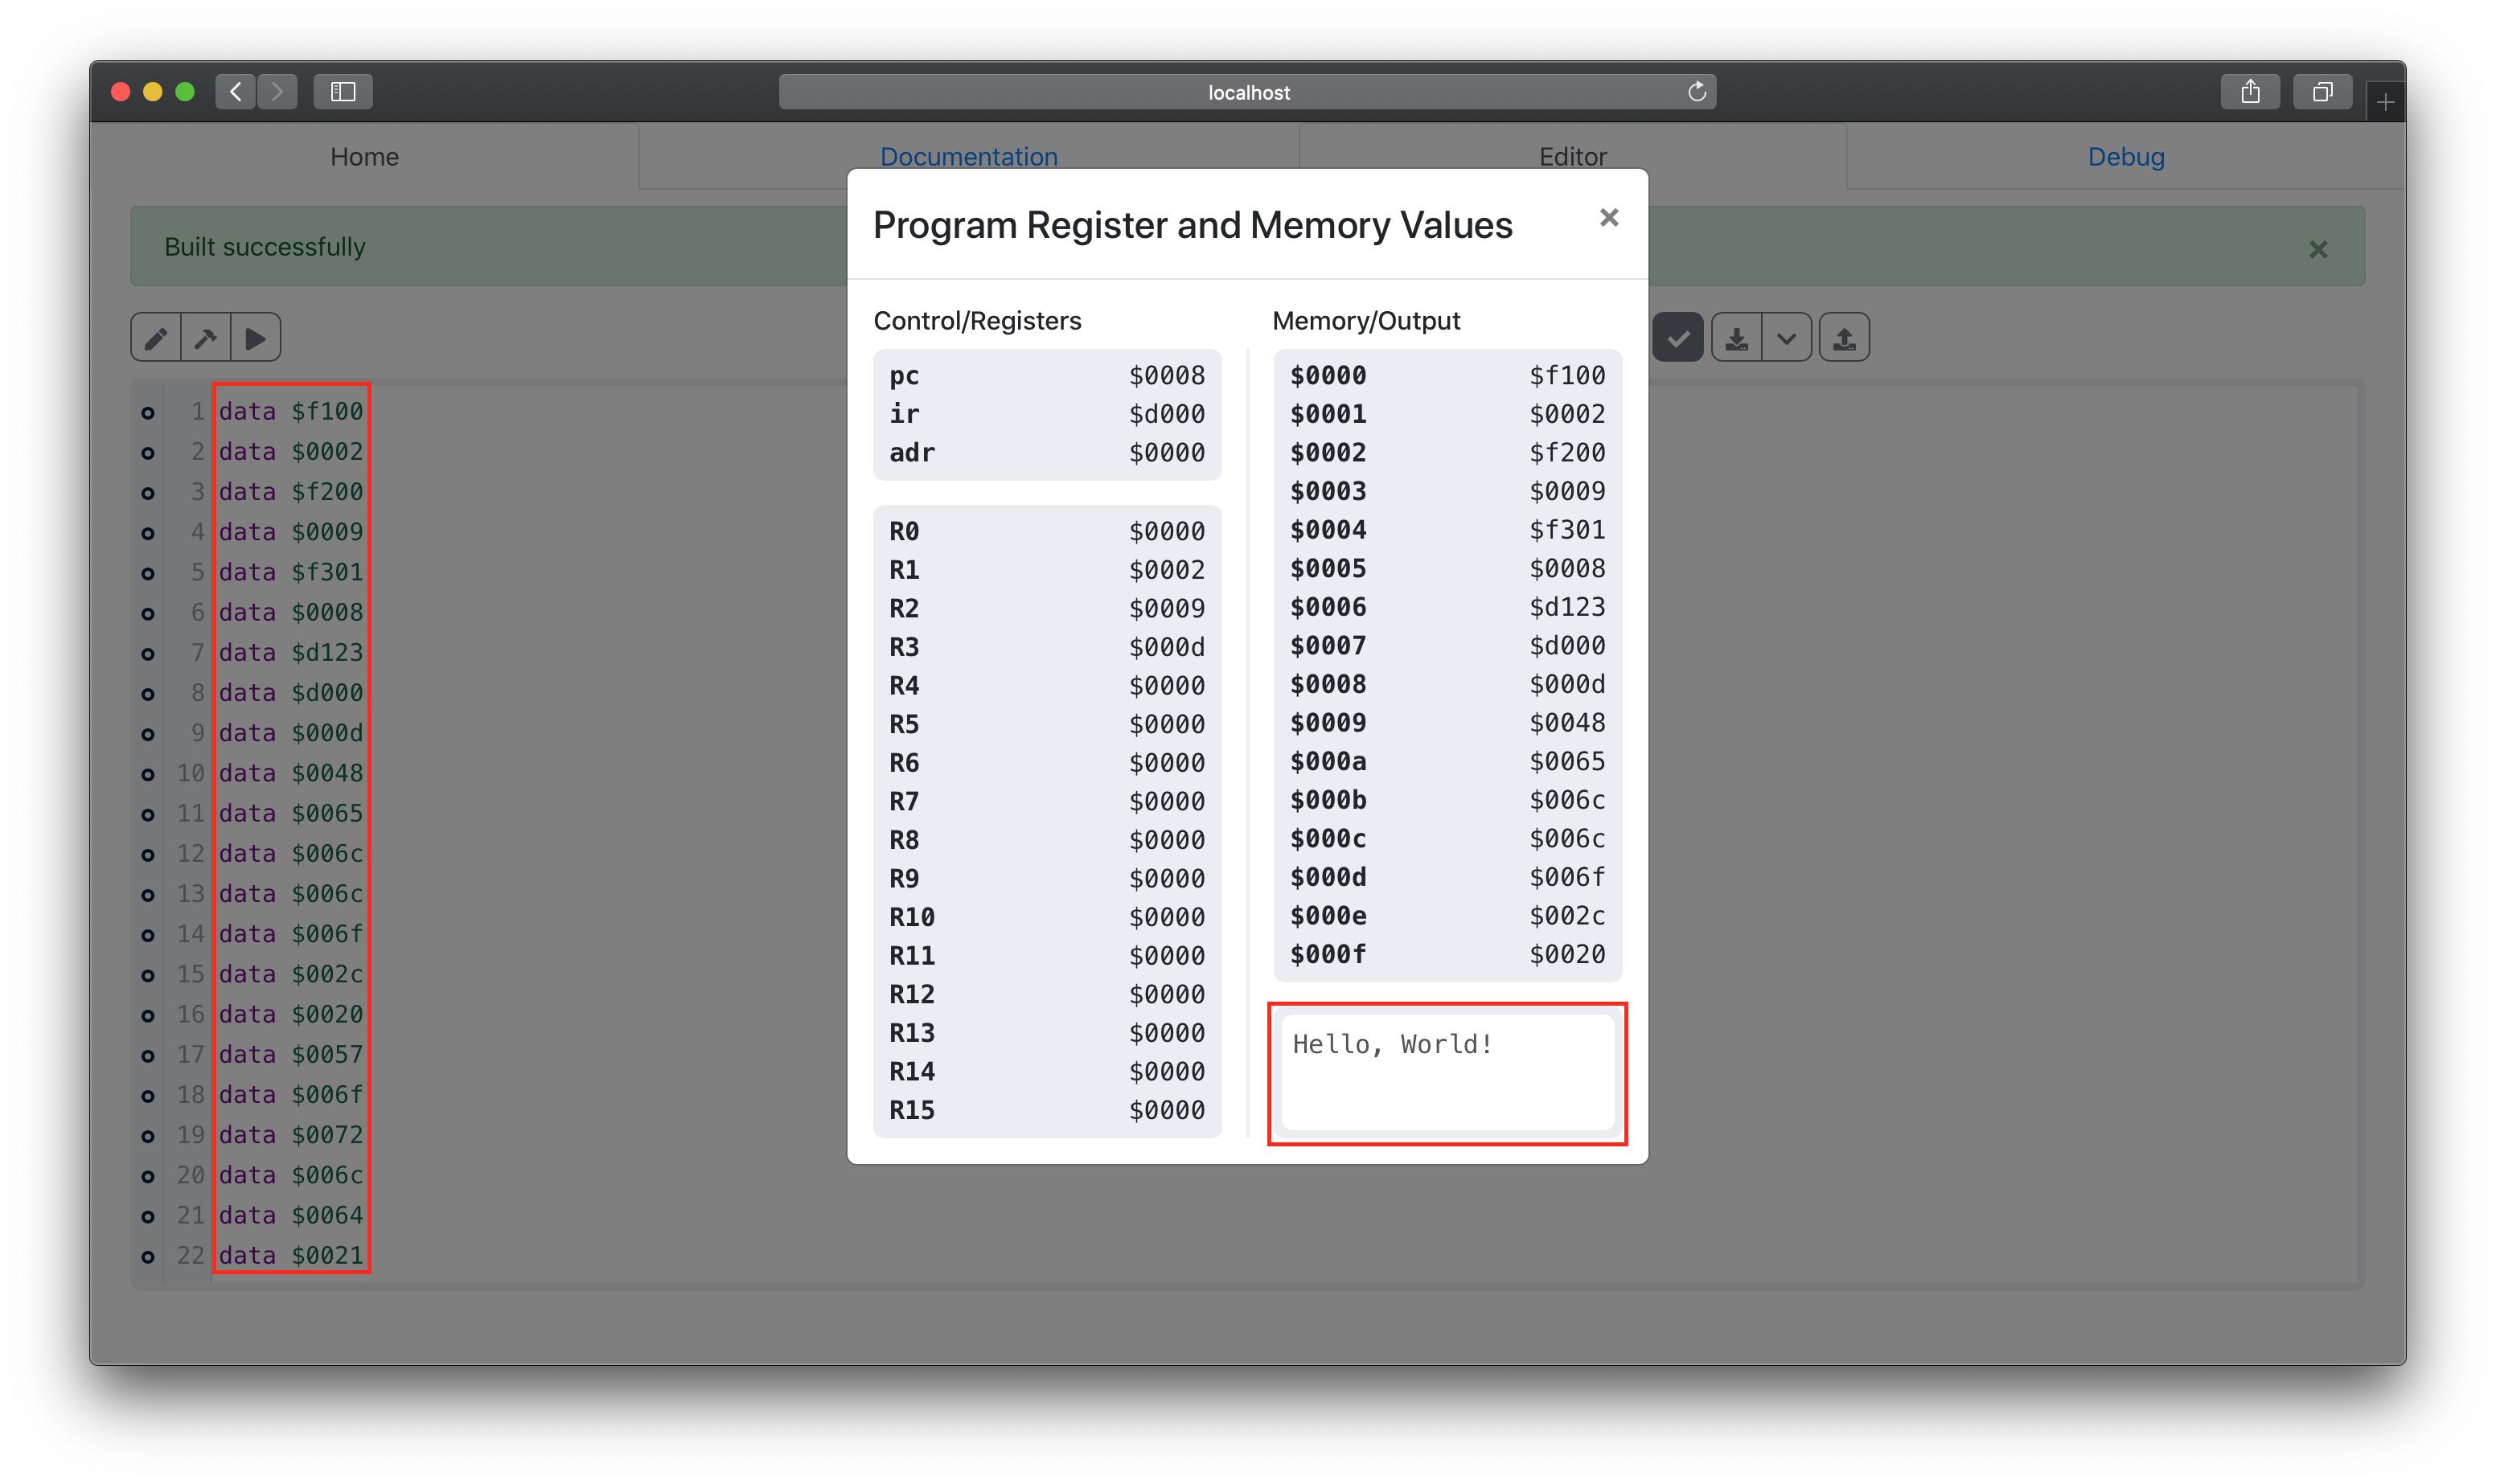 localhost
Home Documentation Editor Debug
Built successfully
1 data $f100
2 data $0002
3 data $f200
4 data $0009
5 data $f301
6 data $0008
7 data $d123
8 data $d000
9 data $000d
10 data $0048
11 data $0065
12 data $006c
13 data $006c
14 data $006f
15 data $002c
16 data $0020
17 data $0057
18 data $006f
19 data $0072
20 data $006c
21 data $0064
22 data $0021
Program Register and Memory Values ×
Control/Registers
pc $0008
ir $d000
adr $0000
R0 $0000
R1 $0002
R2 $0009
R3 $000d
R4 $0000
R5 $0000
R6 $0000
R7 $0000
R8 $0000
R9 $0000
R10 $0000
R11 $0000
R12 $0000
R13 $0000
R14 $0000
R15 $0000
Memory/Output
$0000 $f100
$0001 $0002
$0002 $f200
$0003 $0009
$0004 $f301
$0005 $0008
$0006 $d123
$0007 $d000
$0008 $000d
$0009 $0048
$000a $0065
$000b $006c
$000c $006c
$000d $006f
$000e $002c
$000f $0020
Hello, World!